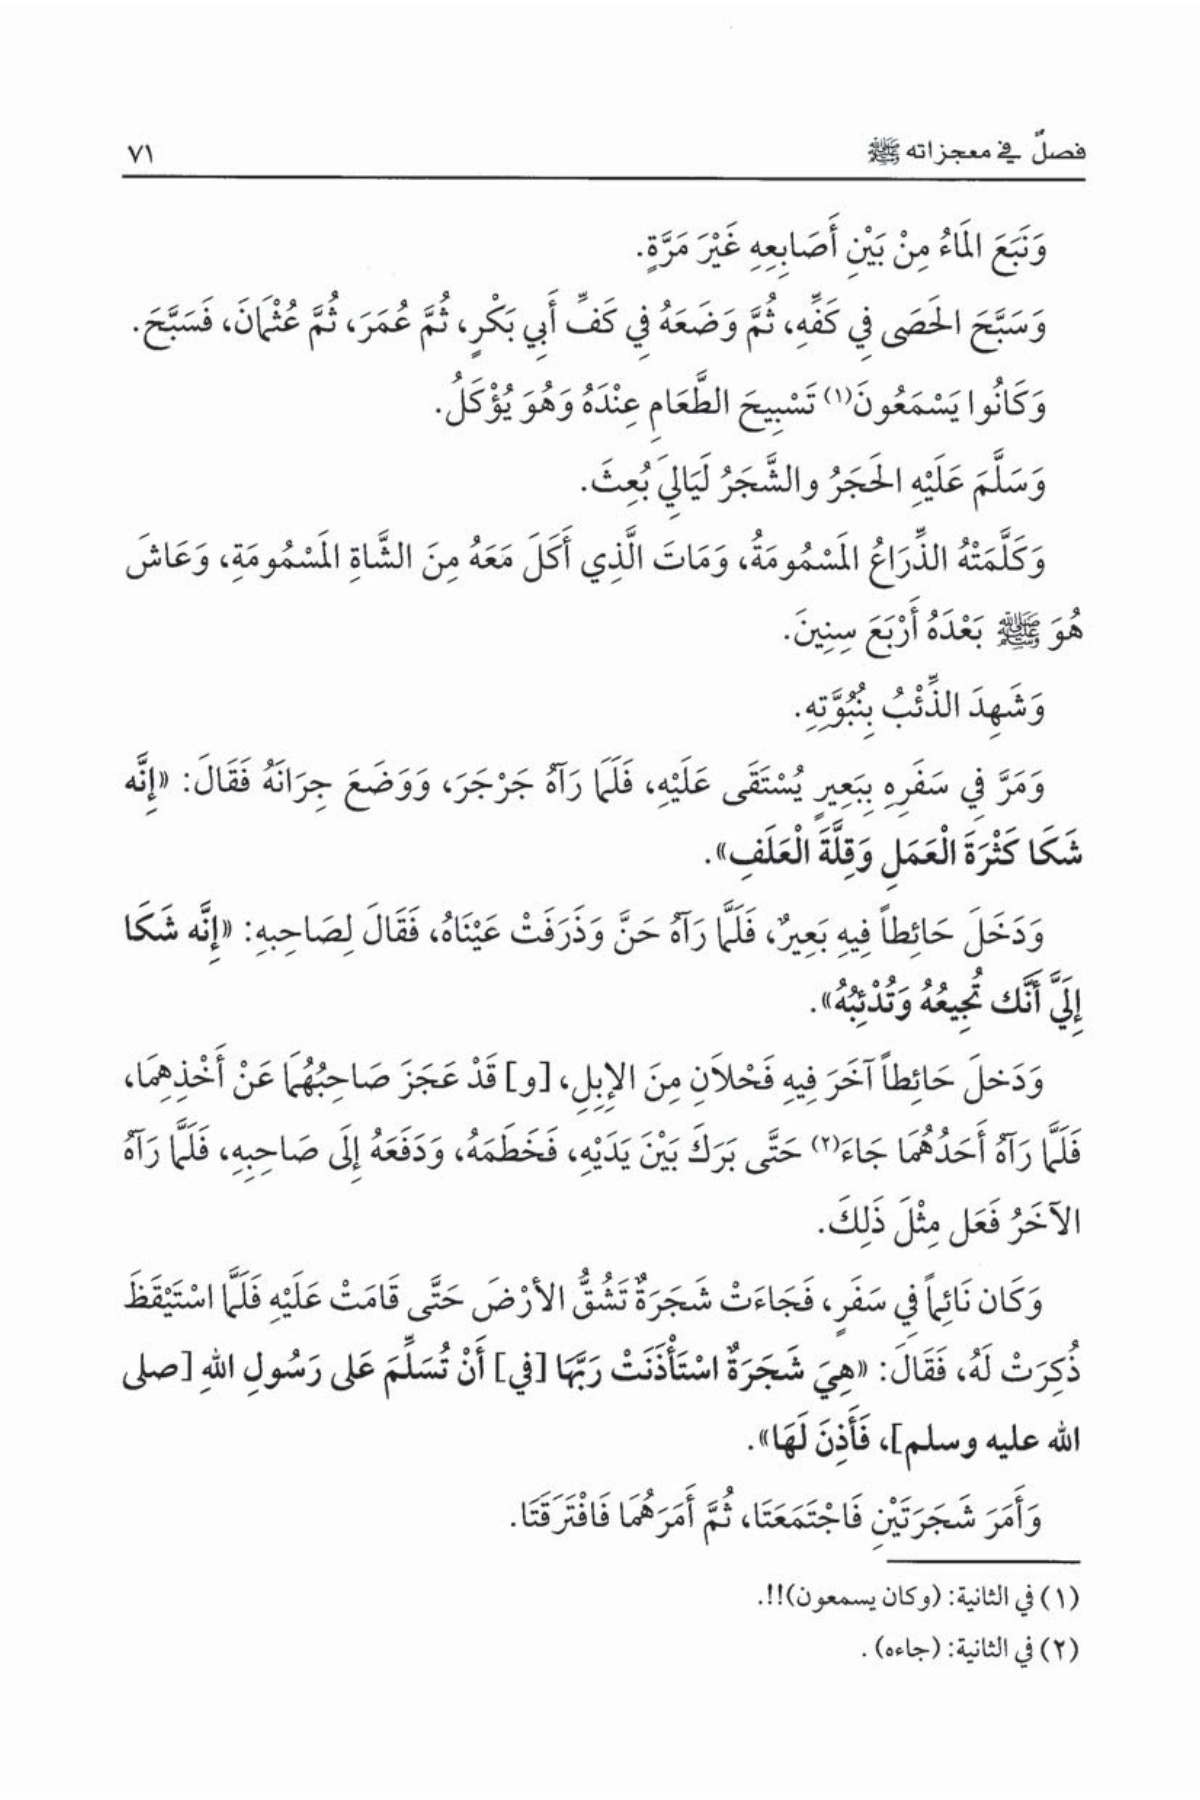 فصلٌ في معجزاته ﷺ ٧١
وَنَبَعَ المَاءُ مِنْ بَيْنِ أَصَابِعِهِ غَيْرَ مَرَّةٍ.
وَسَبَّحَ الحَصَى فِي كَفِّهِ، ثُمَّ وَضَعَهُ فِي كَفِّ أَبِي بَكْرٍ، ثُمَّ عُمَرَ، ثُمَّ عُثْمَانَ، فَسَبَّحَ.
وَكَانُوا يَسْمَعُونَ(١) تَسْبِيحَ الطَّعَامِ عِنْدَهُ وَهُوَ يُؤْكَلُ.
وَسَلَّمَ عَلَيْهِ الحَجَرُ والشَّجَرُ لَيَالِيَ بُعِثَ.
وَكَلَّمَتْهُ الذِّرَاعُ المَسْمُومَةُ، وَمَاتَ الَّذِي أَكَلَ مَعَهُ مِنَ الشَّاةِ المَسْمُومَةِ، وَعَاشَ
هُوَ ﷺ بَعْدَهُ أَرْبَعَ سِنِينَ.
وَشَهِدَ الذِّئْبُ بِنُبُوَّتِهِ.
وَمَرَّ فِي سَفَرِهِ بِبَعِيرٍ يُسْتَقَى عَلَيْهِ، فَلَمَا رَآهُ جَرْجَرَ، وَوَضَعَ جِرَانَهُ فَقَالَ: «إِنَّه
شَكَا كَثْرَةَ الْعَمَلِ وَقِلَّةَ الْعَلَفِ».
وَدَخَلَ حَائِطاً فِيهِ بَعِيرٌ، فَلَمَّا رَآهُ حَنَّ وَذَرَفَتْ عَيْنَاهُ، فَقَالَ لِصَاحِبِهِ: «إِنَّه شَكَا
إِلَيَّ أَنَّك تُجِيعُهُ وَتُدْئِبُهُ».
وَدَخلَ حَائِطاً آخَرَ فِيهِ فَحْلاَنِ مِنَ الإِبِلِ، [و] قَدْ عَجَزَ صَاحِبُهُمَا عَنْ أَخْذِهِمَا،
فَلَمَّا رَآهُ أَحَدُهُمَا جَاءَ(٢) حَتَّى بَرَكَ بَيْنَ يَدَيْهِ، فَخَطَمَهُ، وَدَفَعَهُ إِلَى صَاحِبِهِ، فَلَمَّا رَآهُ
الآخَرُ فَعَل مِثْلَ ذَلِكَ.
وَكَان نَائِماً فِي سَفَرٍ، فَجَاءَتْ شَجَرَةٌ تَشُقُّ الأرْضَ حَتَّى قَامَتْ عَلَيْهِ فَلَمَّا اسْتَيْقَظَ
ذُكِرَتْ لَهُ، فَقَالَ: «هِيَ شَجَرَةٌ اسْتَأْذَنَتْ رَبَّهَا [في] أَنْ تُسَلِّمَ عَلى رَسُولِ اللهِ [صلى
الله عليه وسلم]، فَأَذِنَ لَهَا».
وَأَمَرَ شَجَرَتَيْنِ فَاجْتَمَعَتَا، ثُمَّ أَمَرَهُمَا فَافْتَرَقَتَا.
(١) في الثانية: (وكان يسمعون)!!.
(٢) في الثانية: (جاءه) .